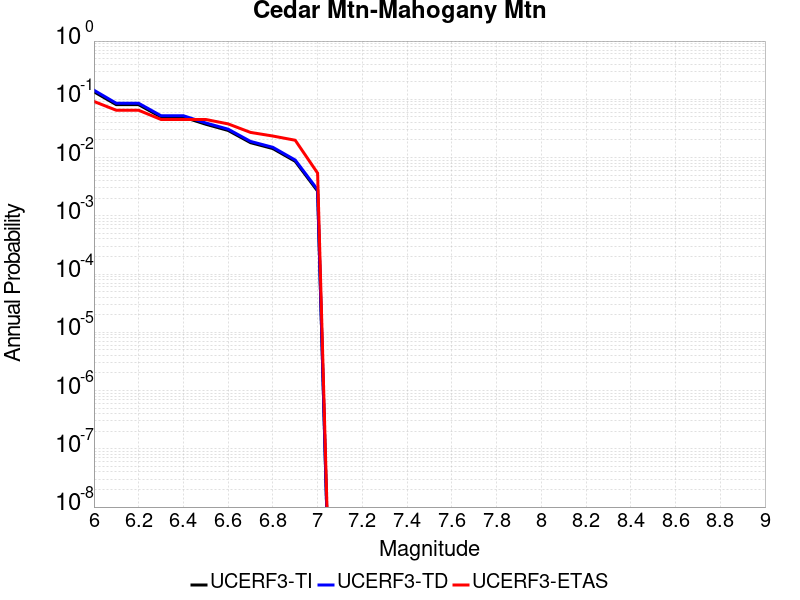 Cedar Mtn-Mahogany Mtn
10^0
10^-1
10^-2
10^-3
10^-4
10^-5
10^-6
10^-7
10^-8
Annual Probability
6 6.2 6.4 6.6 6.8 7 7.2 7.4 7.6 7.8 8 8.2 8.4 8.6 8.8 9
Magnitude
UCERF3-TI UCERF3-TD UCERF3-ETAS